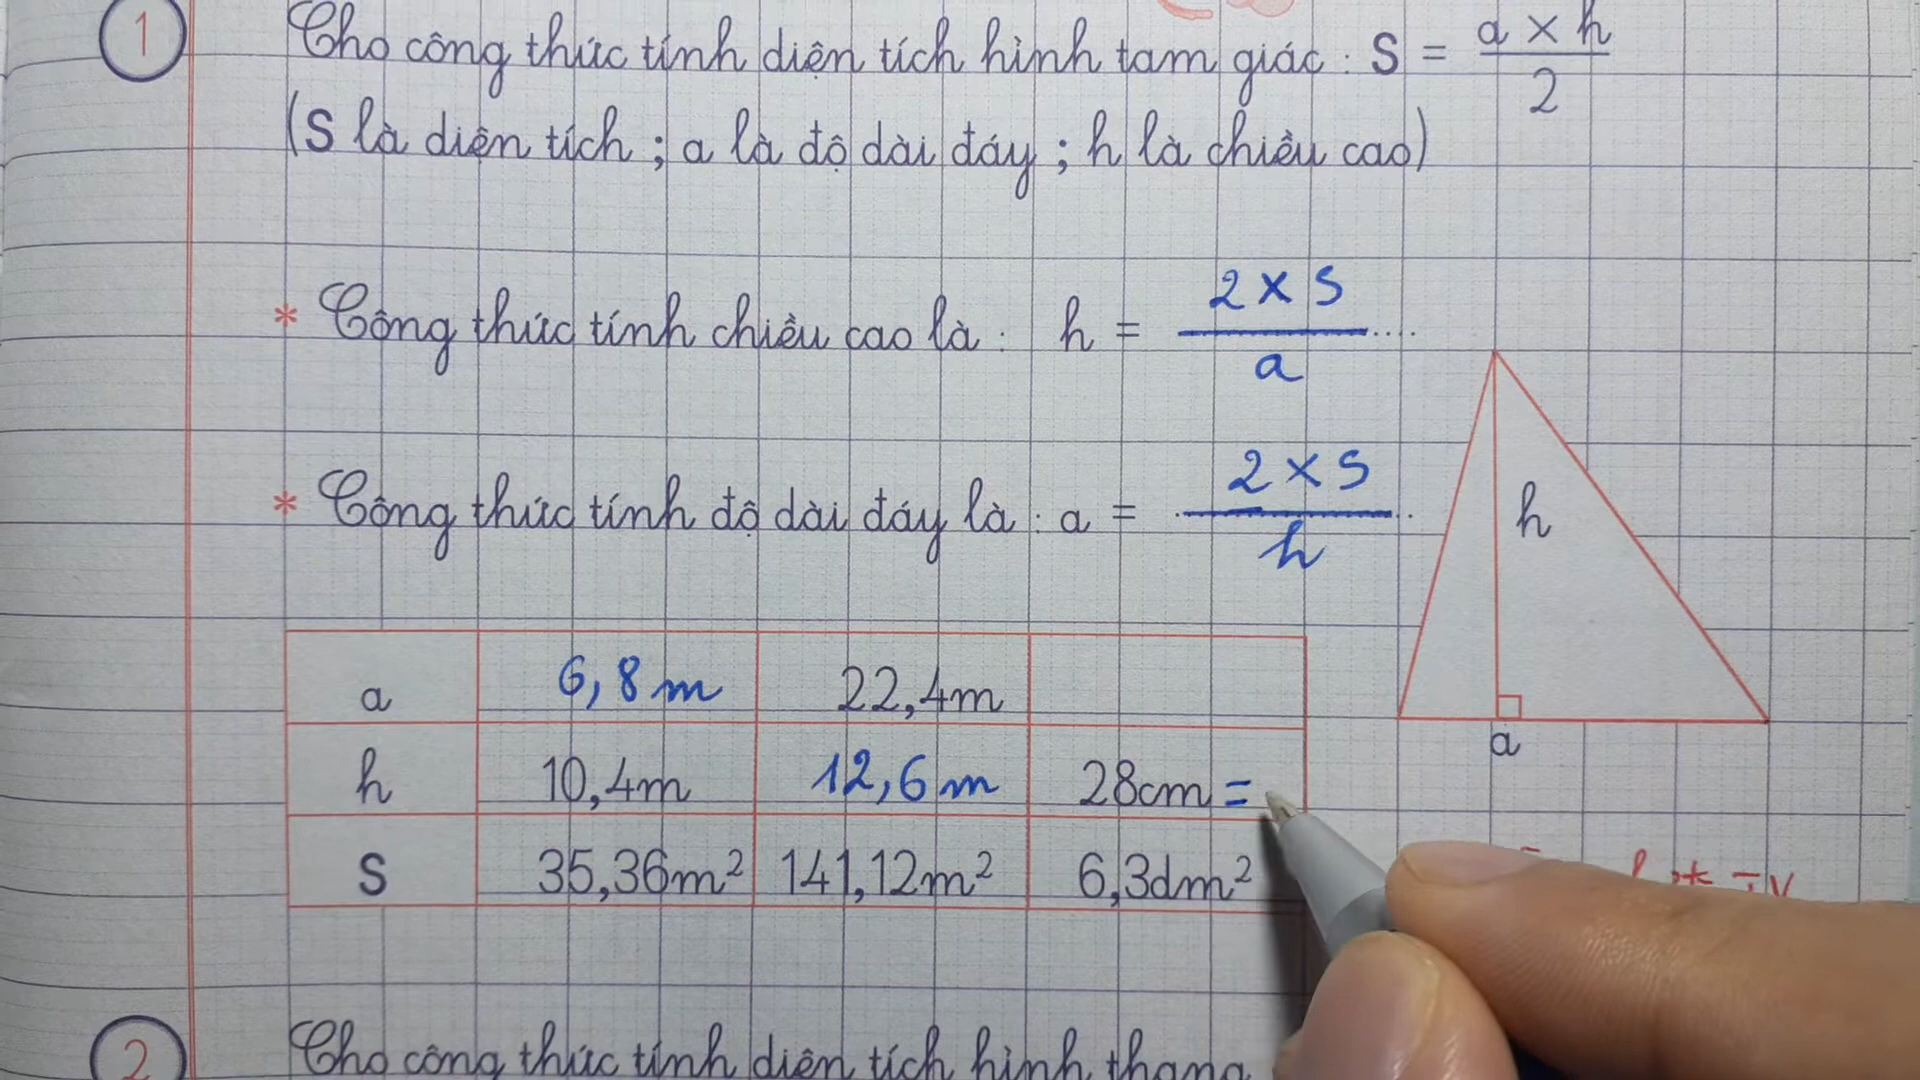 1
Cho công thức tính diện tích hình tam giác : S = a × h / 2
(S là diện tích ; a là độ dài đáy ; h là chiều cao)
* Công thức tính chiều cao là : h = 2 × S / a ....
* Công thức tính độ dài đáy là : a = 2 × S / h
h
a
a 6,8m 22,4m
h 10,4m 12,6m 28cm =
S 35,36m² 141,12m² 6,3dm²
2
Cho công thức tính diện tích hình thang